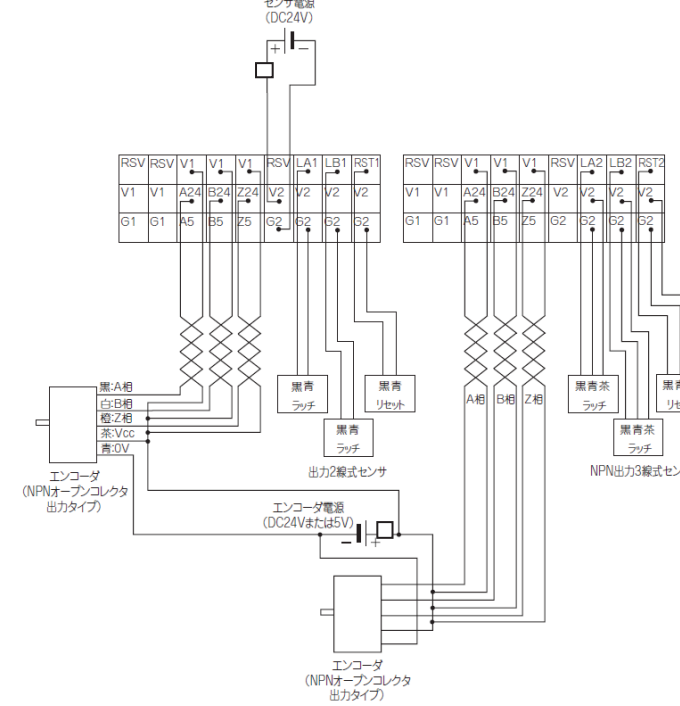 センサ電源
(DC24V)
+ −
RSV RSV V1 V1 V1 RSV LA1 LB1 RST1
V1 V1 A24 B24 Z24 V2 V2 V2 V2
G1 G1 A5 B5 Z5 G2 G2 G2 G2
RSV RSV V1 V1 V1 RSV LA2 LB2 RST2
V1 V1 A24 B24 Z24 V2 V2 V2 V2
G1 G1 A5 B5 Z5 G2 G2 G2 G2
黒青
ラッチ
黒青
リセット
黒青
ラッチ
出力2線式センサ
黒:A相
白:B相
橙:Z相
茶:Vcc
青:0V
エンコーダ
(NPNオープンコレクタ
出力タイプ)
A相 B相 Z相
黒青茶
ラッチ
黒青
リセ
黒青茶
ラッチ
NPN出力3線式セン
エンコーダ電源
(DC24Vまたは5V)
− +
エンコーダ
(NPNオープンコレクタ
出力タイプ)